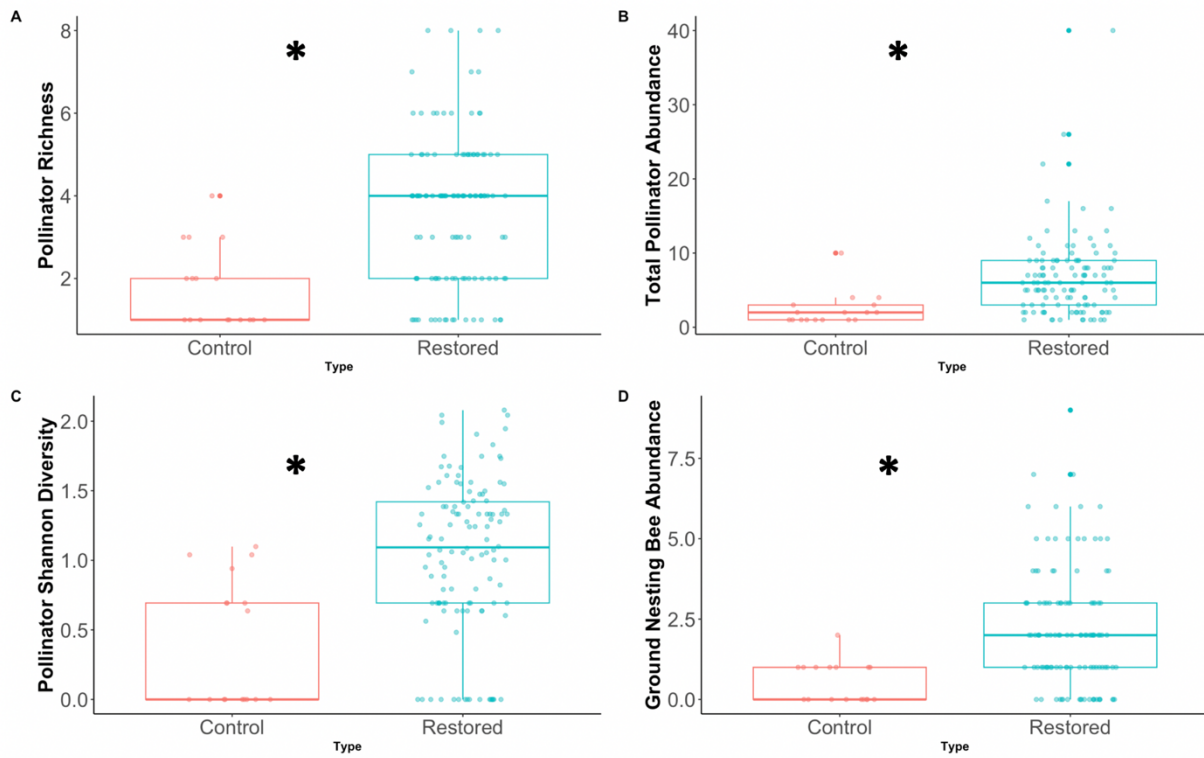 A
Pollinator Richness
8
6
4
2
*
Control
Restored
Type
B
Total Pollinator Abundance
40
30
20
10
0
*
Control
Restored
Type
C
Pollinator Shannon Diversity
2.0
1.5
1.0
0.5
0.0
*
Control
Restored
Type
D
Ground Nesting Bee Abundance
7.5
5.0
2.5
0.0
*
Control
Restored
Type